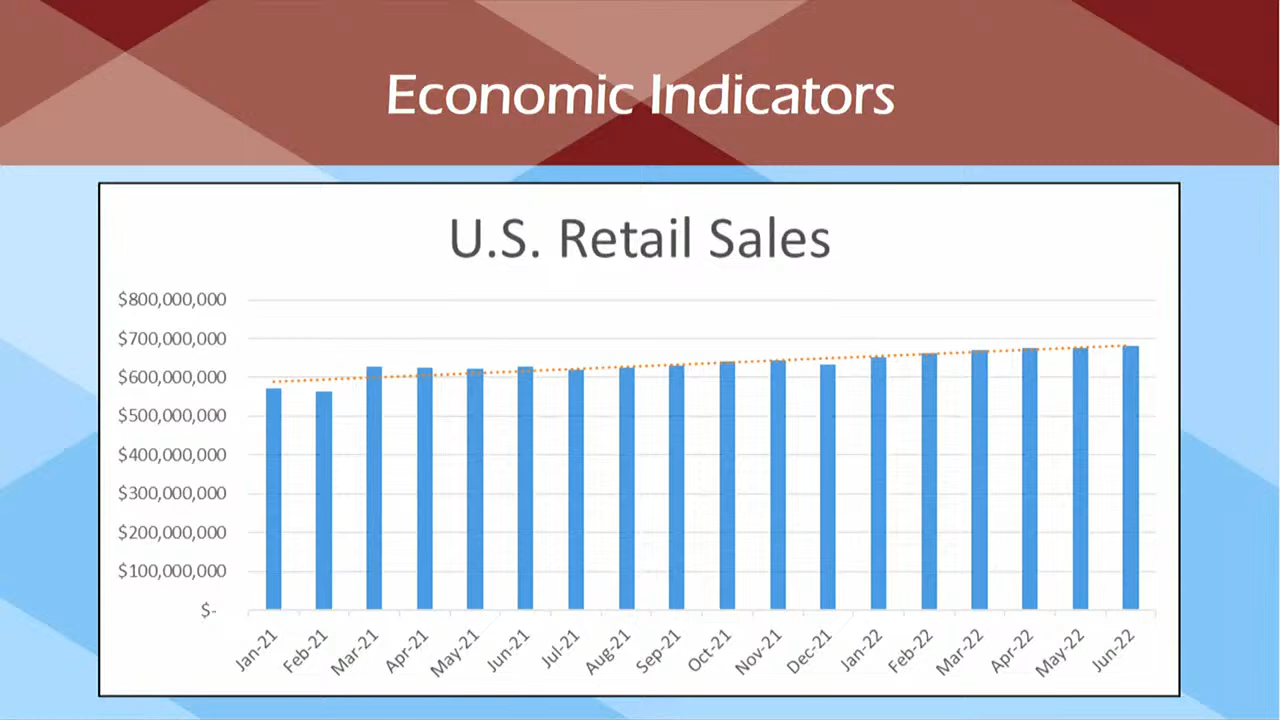 Economic Indicators
U.S. Retail Sales
$800,000,000
$700,000,000
$600,000,000
$500,000,000
$400,000,000
$300,000,000
$200,000,000
$100,000,000
$-
Jan-21
Feb-21
Mar-21
Apr-21
May-21
Jun-21
Jul-21
Aug-21
Sep-21
Oct-21
Nov-21
Dec-21
Jan-22
Feb-22
Mar-22
Apr-22
May-22
Jun-22